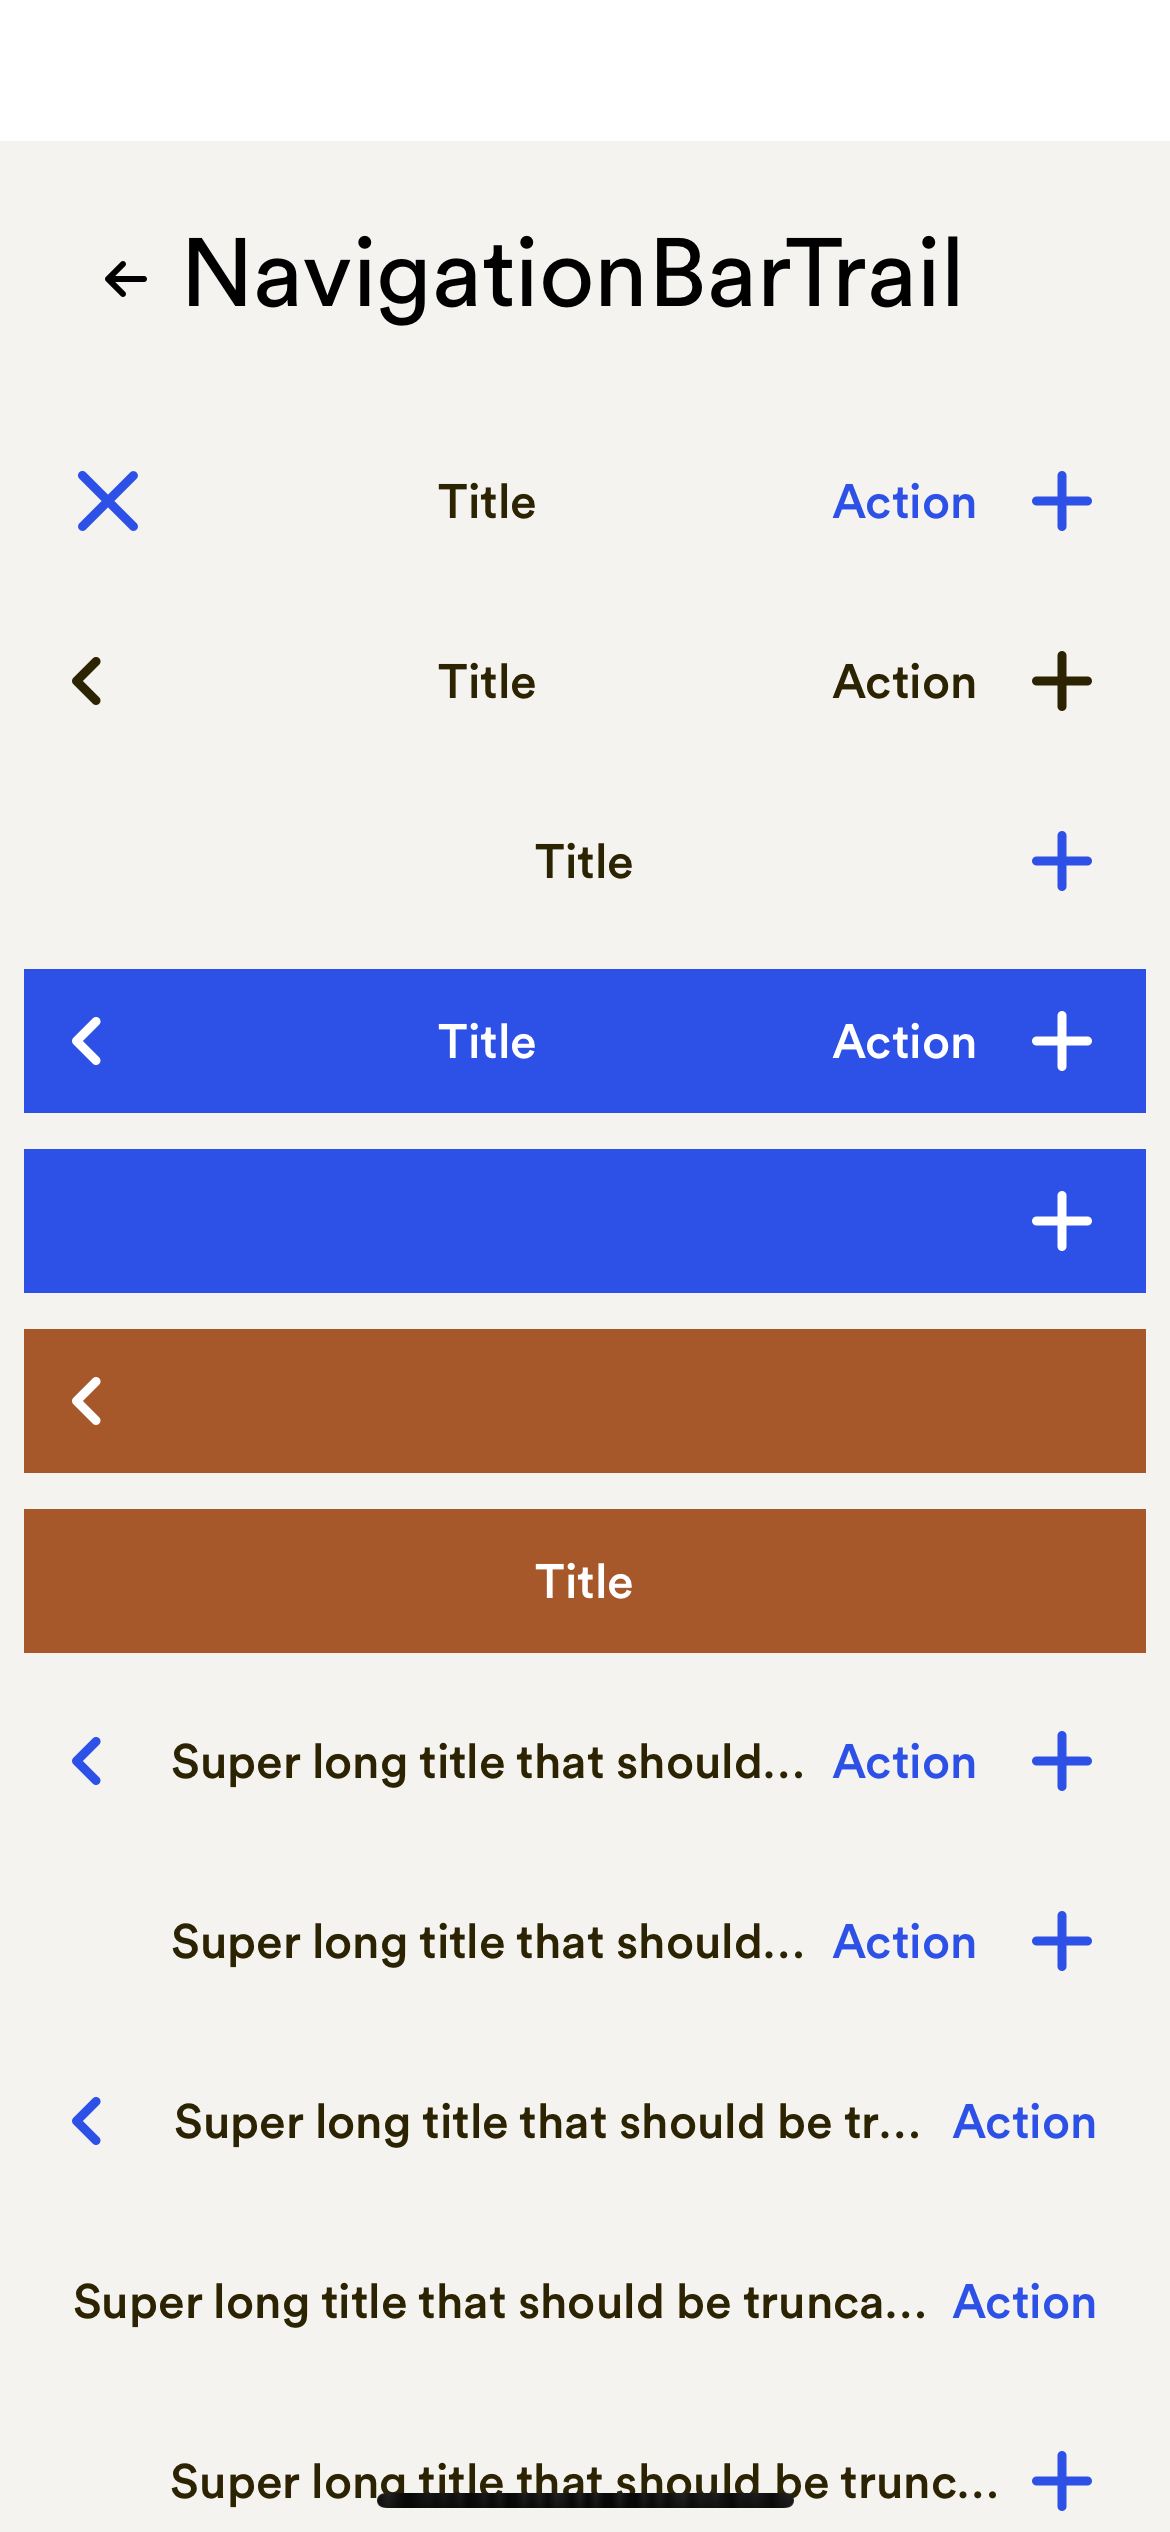 NavigationBarTrail
Title Action
Title Action
Title
Title Action
Title
Super long title that should... Action
Super long title that should... Action
Super long title that should be tr... Action
Super long title that should be trunca... Action
Super long title that should be trunc...